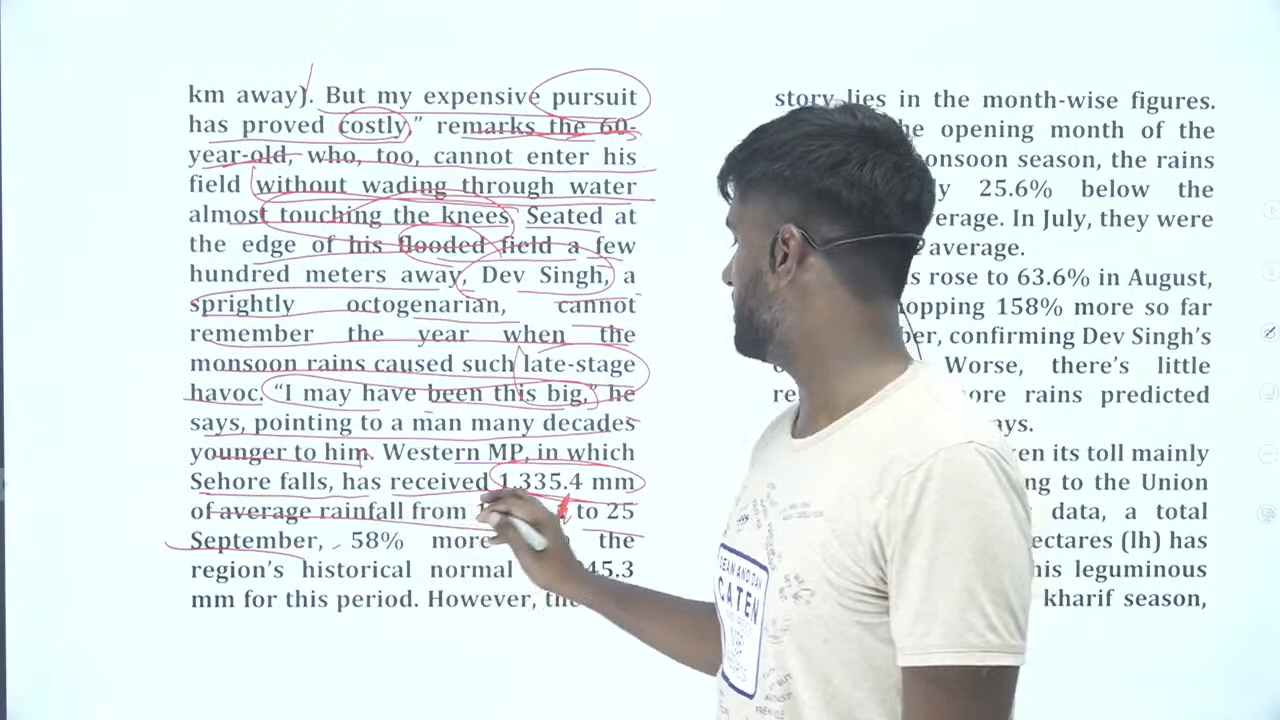 km away). But my expensive pursuit
has proved costly," remarks the 60-
year-old, who, too, cannot enter his
field without wading through water
almost touching the knees. Seated at
the edge of his flooded field a few
hundred meters away, Dev Singh, a
sprightly octogenarian, cannot
remember the year when the
monsoon rains caused such late-stage
havoc. "I may have been this big," he
says, pointing to a man many decades
younger to him. Western MP, in which
Sehore falls, has received 1,335.4 mm
of average rainfall from to 25
September, 58% more the
region's historical normal 45.3
mm for this period. However, the
story lies in the month-wise figures.
the opening month of the
monsoon season, the rains
25.6% below the
average. In July, they were
average.
rose to 63.6% in August,
158% more so far
confirming Dev Singh's
Worse, there's little
more rains predicted
its toll mainly
to the Union
data, a total
hectares (lh) has
this leguminous
kharif season,
CATEN